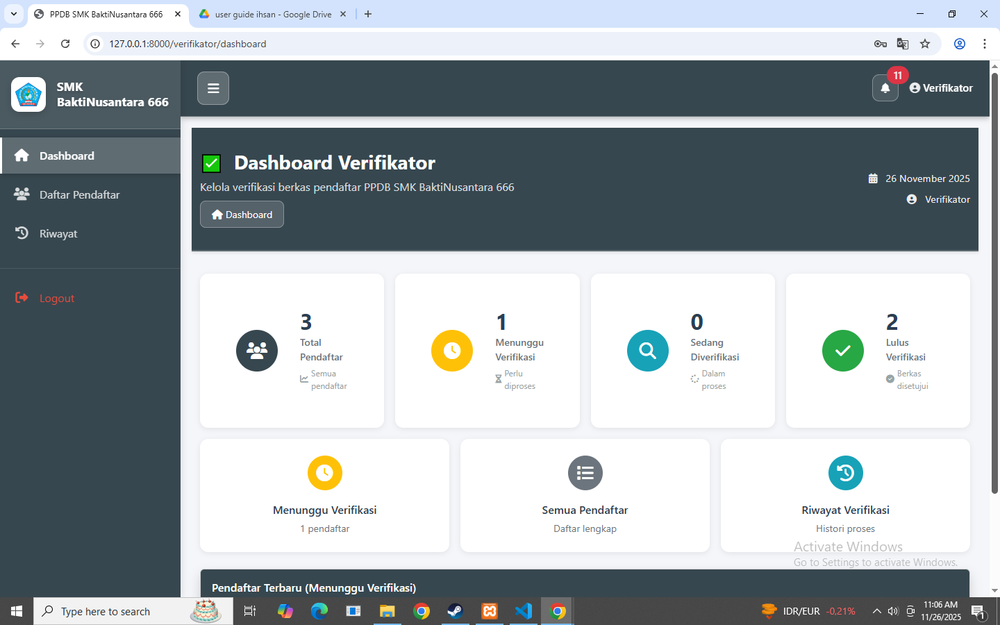 PPDB SMK BaktiNusantara 666
user guide ihsan - Google Drive
127.0.0.1:8000/verifikator/dashboard
SMK
BaktiNusantara 666
11
Verifikator
Dashboard
Daftar Pendaftar
Riwayat
Logout
Dashboard Verifikator
Kelola verifikasi berkas pendaftar PPDB SMK BaktiNusantara 666
Dashboard
26 November 2025
Verifikator
3
Total
Pendaftar
Semua
pendaftar
1
Menunggu
Verifikasi
Perlu
diproses
0
Sedang
Diverifikasi
Dalam
proses
2
Lulus
Verifikasi
Berkas
disetujui
Menunggu Verifikasi
1 pendaftar
Semua Pendaftar
Daftar lengkap
Riwayat Verifikasi
Histori proses
Activate Windows
Go to Settings to activate Windows.
Pendaftar Terbaru (Menunggu Verifikasi)
Type here to search
IDR/EUR -0,21%
11:06 AM
11/26/2025
1